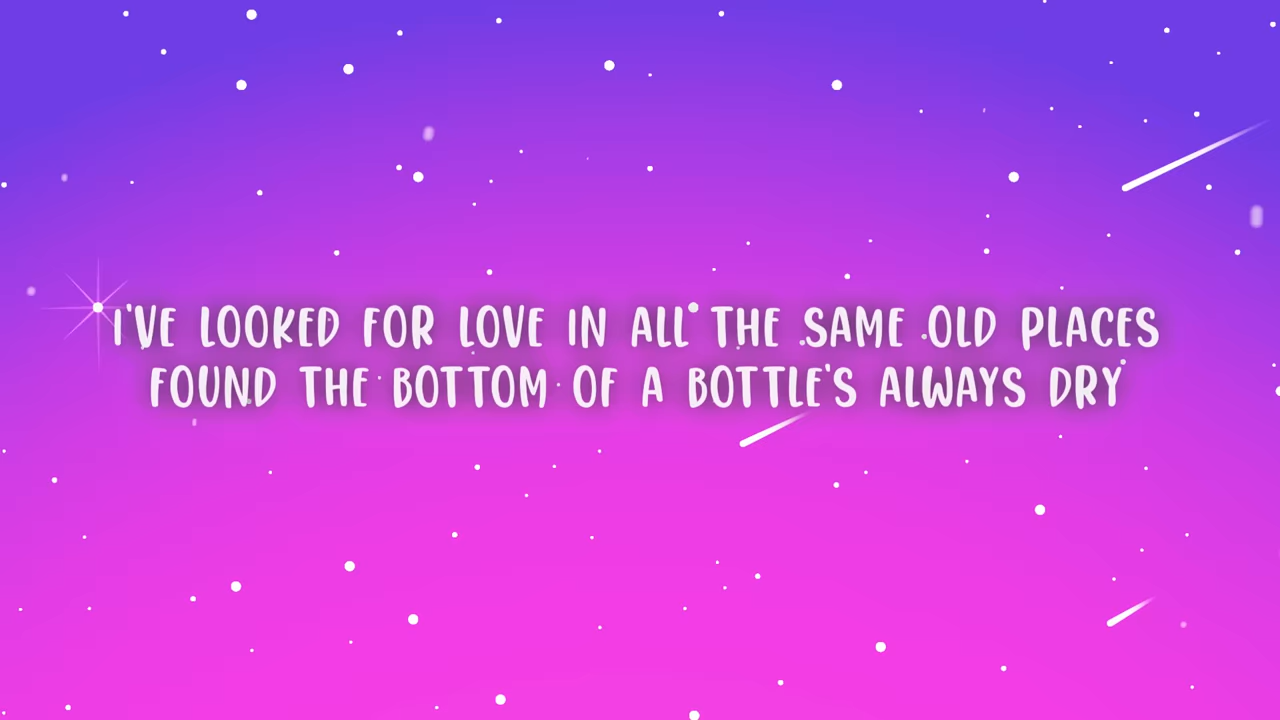 I'VE LOOKED FOR LOVE IN ALL THE SAME OLD PLACES
FOUND THE BOTTOM OF A BOTTLE'S ALWAYS DRY